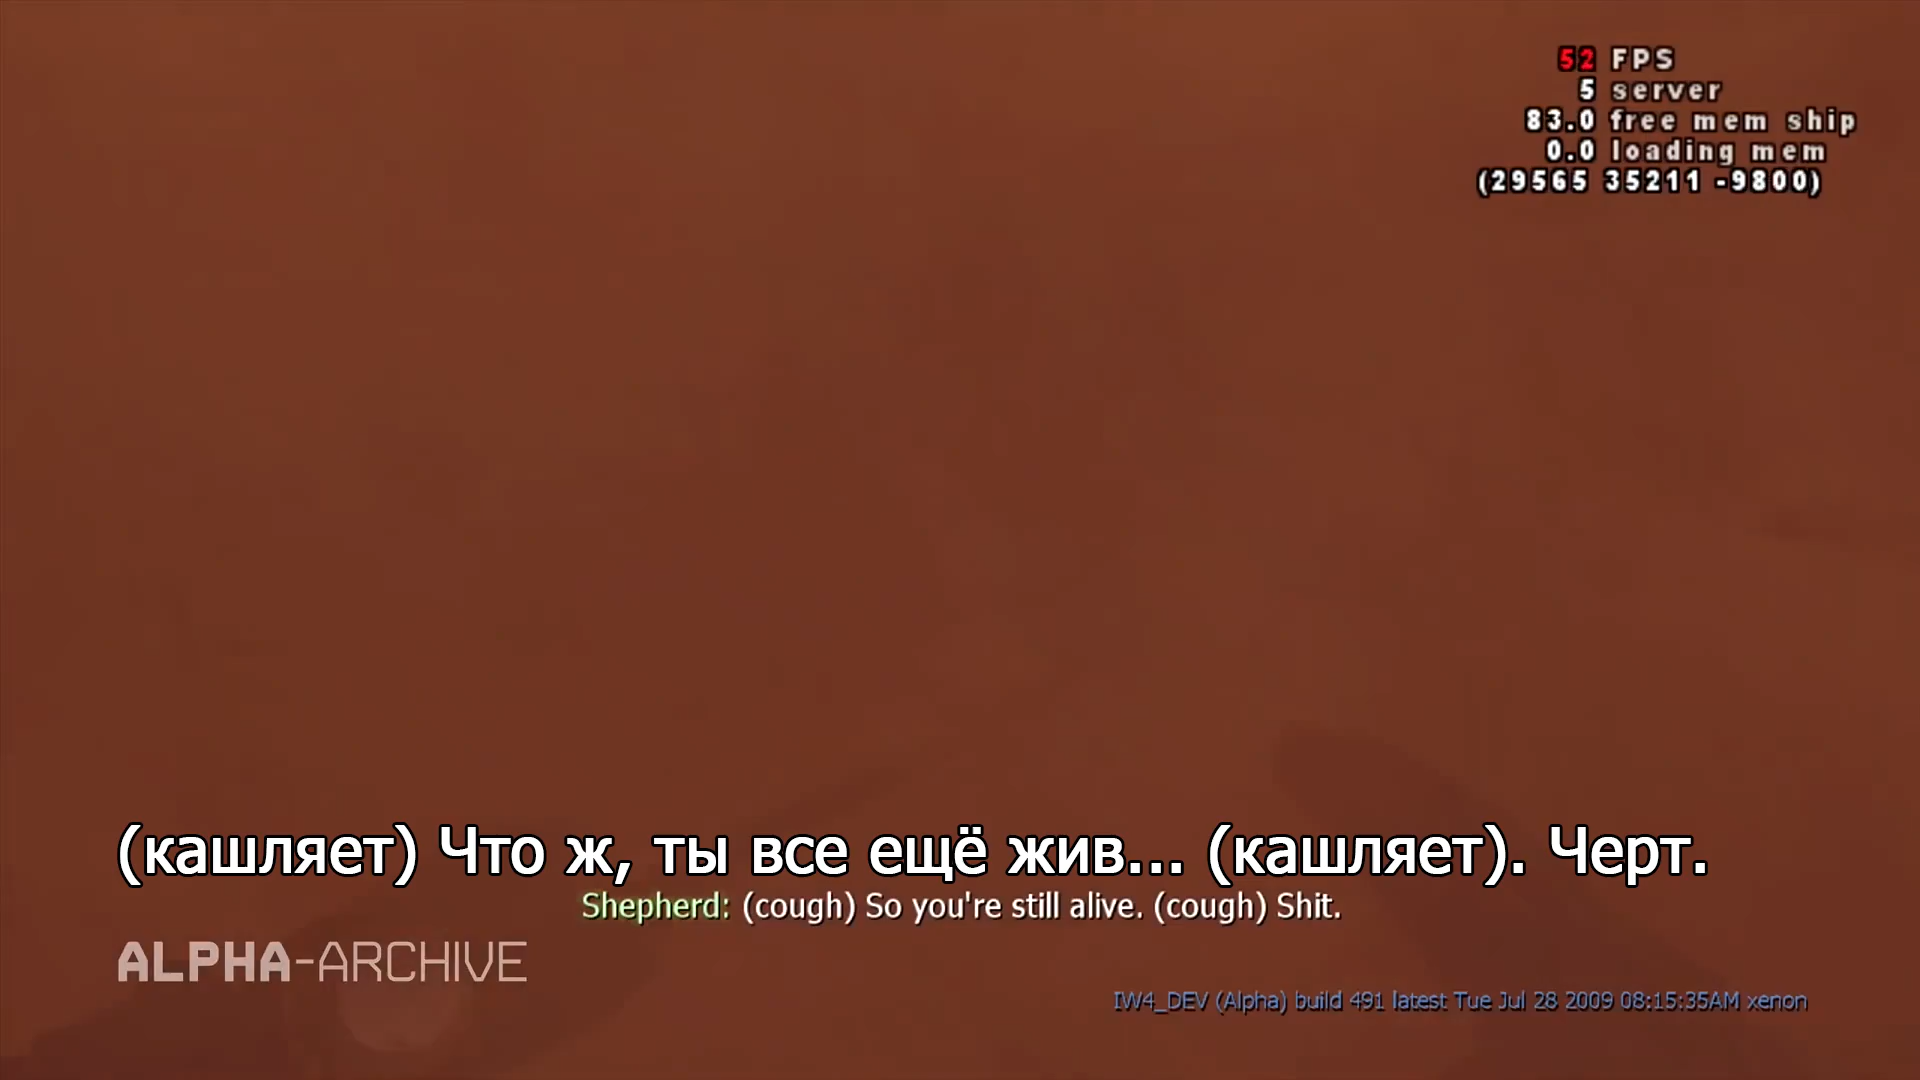 52 FPS
5 server
83.0 free mem ship
0.0 loading mem
(29565 35211 -9800)
(кашляет) Что ж, ты все ещё жив... (кашляет). Черт.
Shepherd: (cough) So you're still alive. (cough) Shit.
ALPHA-ARCHIVE
IW4_DEV (Alpha) build 491 latest Tue Jul 28 2009 08:15:35AM xenon